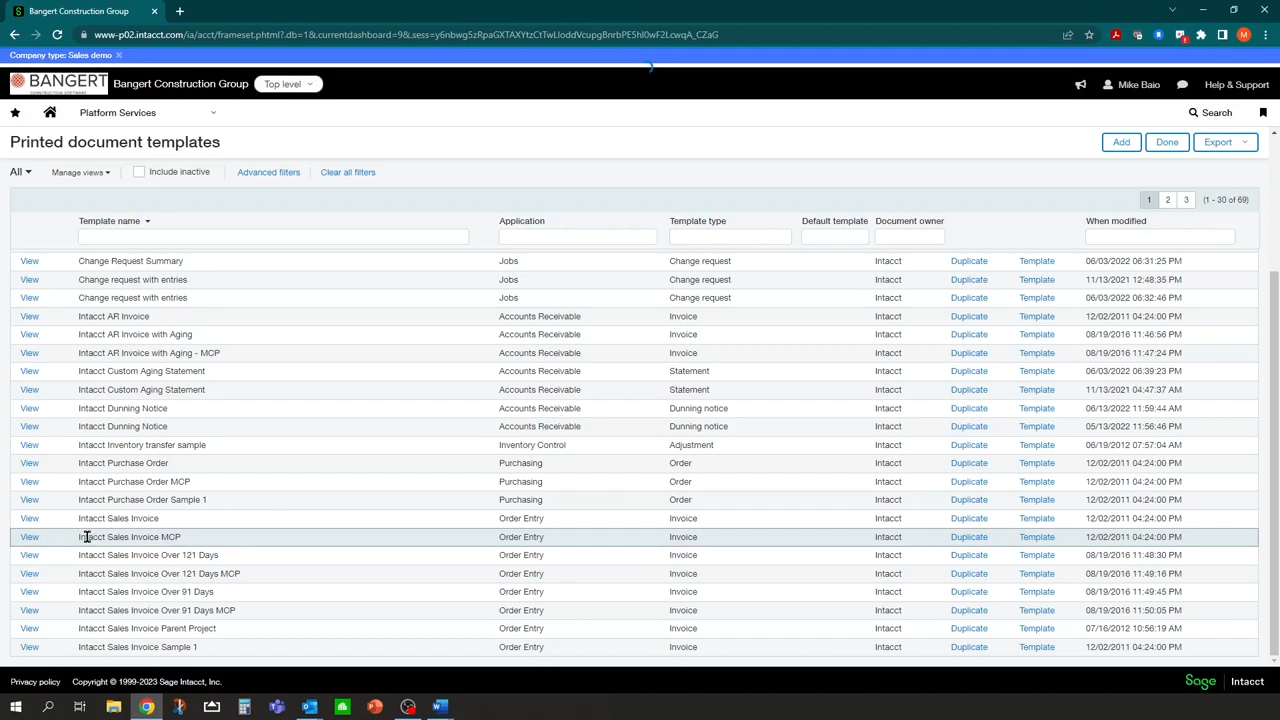 Bangert Construction Group
www-p02.intacct.com/ia/acct/frameset.phtml?.db=1&currentdashboard=9&.sess=y6nbwg5zRpaGXTAXYtzCtTwLIoddVcupgBnrbPE5hI0wF2LcwqA_CZaG
Company type: Sales demo
BANGERT Bangert Construction Group Top level Mike Baio Help & Support
CONSTRUCTION SOFTWARE
Platform Services Search
Printed document templates Add Done Export
All Manage views Include inactive Advanced filters Clear all filters
1 2 3 (1 - 30 of 69)
Template name Application Template type Default template Document owner When modified
View Change Request Summary Jobs Change request Intacct Duplicate Template 06/03/2022 06:31:25 PM
View Change request with entries Jobs Change request Intacct Duplicate Template 11/13/2021 12:48:35 PM
View Change request with entries Jobs Change request Intacct Duplicate Template 06/03/2022 06:32:46 PM
View Intacct AR Invoice Accounts Receivable Invoice Intacct Duplicate Template 12/02/2011 04:24:00 PM
View Intacct AR Invoice with Aging Accounts Receivable Invoice Intacct Duplicate Template 08/19/2016 11:46:56 PM
View Intacct AR Invoice with Aging - MCP Accounts Receivable Invoice Intacct Duplicate Template 08/19/2016 11:47:24 PM
View Intacct Custom Aging Statement Accounts Receivable Statement Intacct Duplicate Template 06/03/2022 06:39:23 PM
View Intacct Custom Aging Statement Accounts Receivable Statement Intacct Duplicate Template 11/13/2021 04:47:37 AM
View Intacct Dunning Notice Accounts Receivable Dunning notice Intacct Duplicate Template 06/13/2022 11:59:44 AM
View Intacct Dunning Notice Accounts Receivable Dunning notice Intacct Duplicate Template 05/13/2022 11:56:46 PM
View Intacct Inventory transfer sample Inventory Control Adjustment Intacct Duplicate Template 06/19/2012 07:57:04 AM
View Intacct Purchase Order Purchasing Order Intacct Duplicate Template 12/02/2011 04:24:00 PM
View Intacct Purchase Order MCP Purchasing Order Intacct Duplicate Template 12/02/2011 04:24:00 PM
View Intacct Purchase Order Sample 1 Purchasing Order Intacct Duplicate Template 12/02/2011 04:24:00 PM
View Intacct Sales Invoice Order Entry Invoice Intacct Duplicate Template 12/02/2011 04:24:00 PM
View Intacct Sales Invoice MCP Order Entry Invoice Intacct Duplicate Template 12/02/2011 04:24:00 PM
View Intacct Sales Invoice Over 121 Days Order Entry Invoice Intacct Duplicate Template 08/19/2016 11:48:30 PM
View Intacct Sales Invoice Over 121 Days MCP Order Entry Invoice Intacct Duplicate Template 08/19/2016 11:49:16 PM
View Intacct Sales Invoice Over 91 Days Order Entry Invoice Intacct Duplicate Template 08/19/2016 11:49:45 PM
View Intacct Sales Invoice Over 91 Days MCP Order Entry Invoice Intacct Duplicate Template 08/19/2016 11:50:05 PM
View Intacct Sales Invoice Parent Project Order Entry Invoice Intacct Duplicate Template 07/16/2012 10:56:19 AM
View Intacct Sales Invoice Sample 1 Order Entry Invoice Intacct Duplicate Template 12/02/2011 04:24:00 PM
Privacy policy Copyright © 1999-2023 Sage Intacct, Inc. Sage Intacct